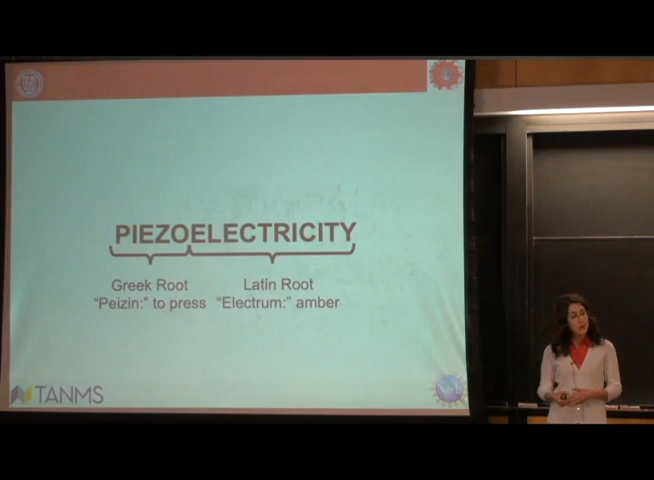 PIEZOELECTRICITY
Greek Root Latin Root
“Peizin:” to press “Electrum:” amber
TANMS